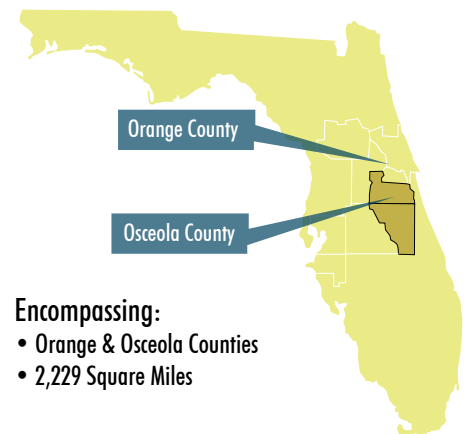 Orange County
Osceola County
Encompassing:
• Orange & Osceola Counties
• 2,229 Square Miles